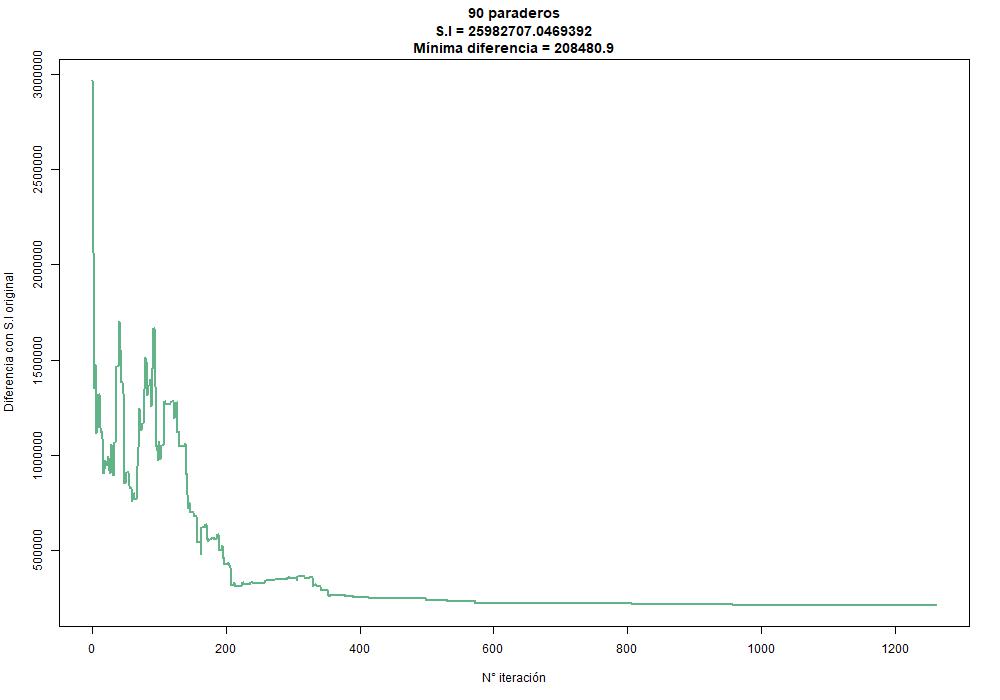 90 paraderos
S.I = 25982707.0469392
Mínima diferencia = 208480.9
Diferencia con S.I original
3000000
2500000
2000000
1500000
1000000
500000
0 200 400 600 800 1000 1200
N° iteración